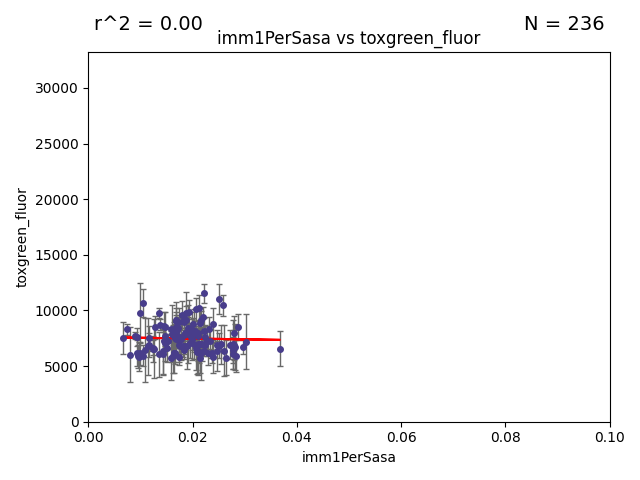 r^2 = 0.00
N = 236
imm1PerSasa vs toxgreen_fluor
30000
25000
20000
15000
10000
5000
0
toxgreen_fluor
0.00 0.02 0.04 0.06 0.08 0.10
imm1PerSasa